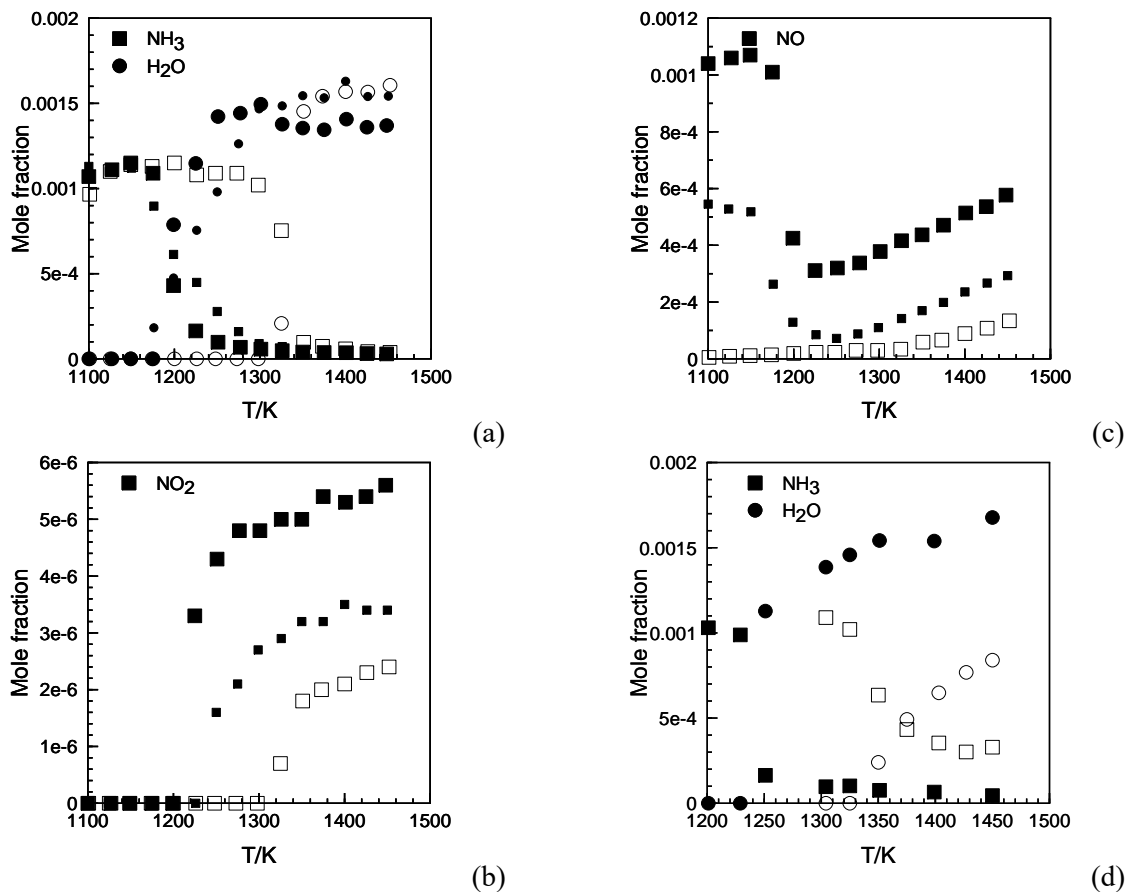 0.002
NH3
H2O
0.0015
0.001
5e-4
0
1100 1200 1300 1400 1500
Mole fraction
T/K
(a)
0.0012
NO
0.001
8e-4
6e-4
4e-4
2e-4
0
1100 1200 1300 1400 1500
Mole fraction
T/K
(c)
6e-6
NO2
5e-6
4e-6
3e-6
2e-6
1e-6
0
1100 1200 1300 1400 1500
Mole fraction
T/K
(b)
0.002
NH3
H2O
0.0015
0.001
5e-4
0
1200 1250 1300 1350 1400 1450 1500
Mole fraction
T/K
(d)